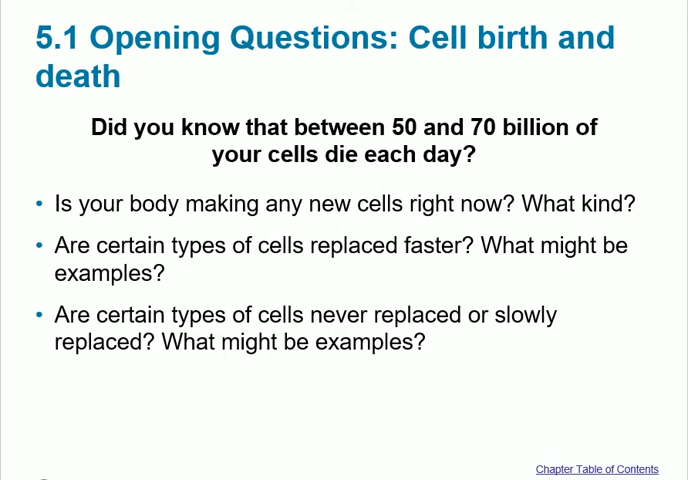 5.1 Opening Questions: Cell birth and
death
Did you know that between 50 and 70 billion of
your cells die each day?
• Is your body making any new cells right now? What kind?
• Are certain types of cells replaced faster? What might be
examples?
• Are certain types of cells never replaced or slowly
replaced? What might be examples?
Chapter Table of Contents